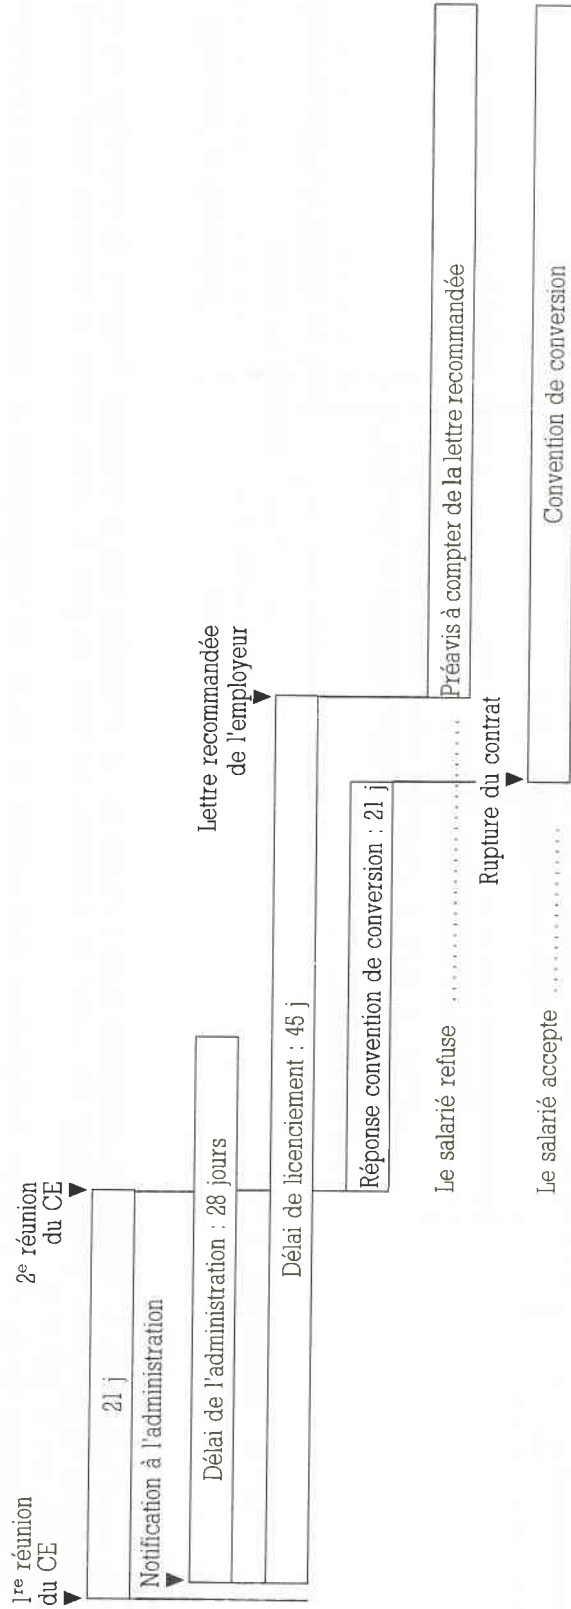 1re réunion
du CE
2e réunion
du CE
21 j
Notification à l'administration
Délai de l'administration : 28 jours
Lettre recommandée
de l'employeur
Délai de licenciement : 45 j
Réponse convention de conversion : 21 j
Le salarié refuse ........................... Préavis à compter de la lettre recommandée
Rupture du contrat
Le salarié accepte ............... Convention de conversion